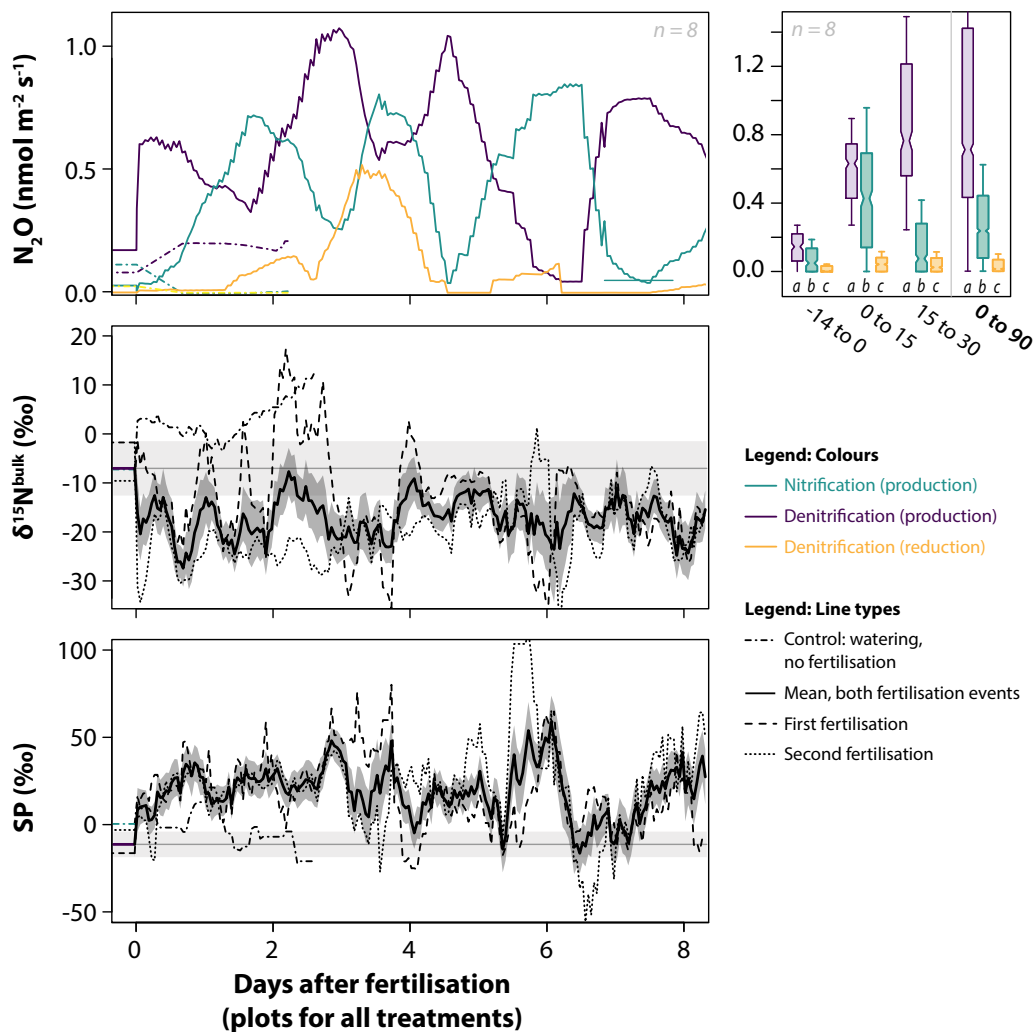 N₂O (nmol m⁻² s⁻¹)
1.0
0.5
0.0
n = 8
n = 8
1.2
0.8
0.4
0.0
a b c a b c a b c a b c
-14 to 0
0 to 15
15 to 30
0 to 90
δ¹⁵Nᵇᵘˡᵏ (‰)
20
10
0
-10
-20
-30
Legend: Colours
Nitrification (production)
Denitrification (production)
Denitrification (reduction)
Legend: Line types
Control: watering,
no fertilisation
Mean, both fertilisation events
First fertilisation
Second fertilisation
SP (‰)
100
50
0
-50
0 2 4 6 8
Days after fertilisation
(plots for all treatments)